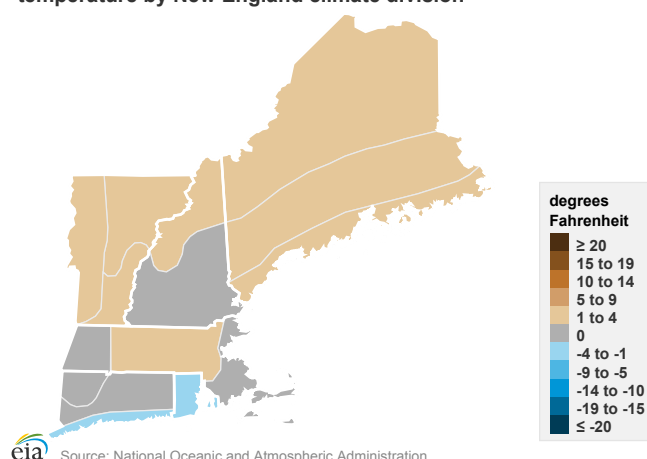 temperature by New England climate division
degrees
Fahrenheit
≥ 20
15 to 19
10 to 14
5 to 9
1 to 4
0
-4 to -1
-9 to -5
-14 to -10
-19 to -15
≤ -20
eia
Source: National Oceanic and Atmospheric Administration